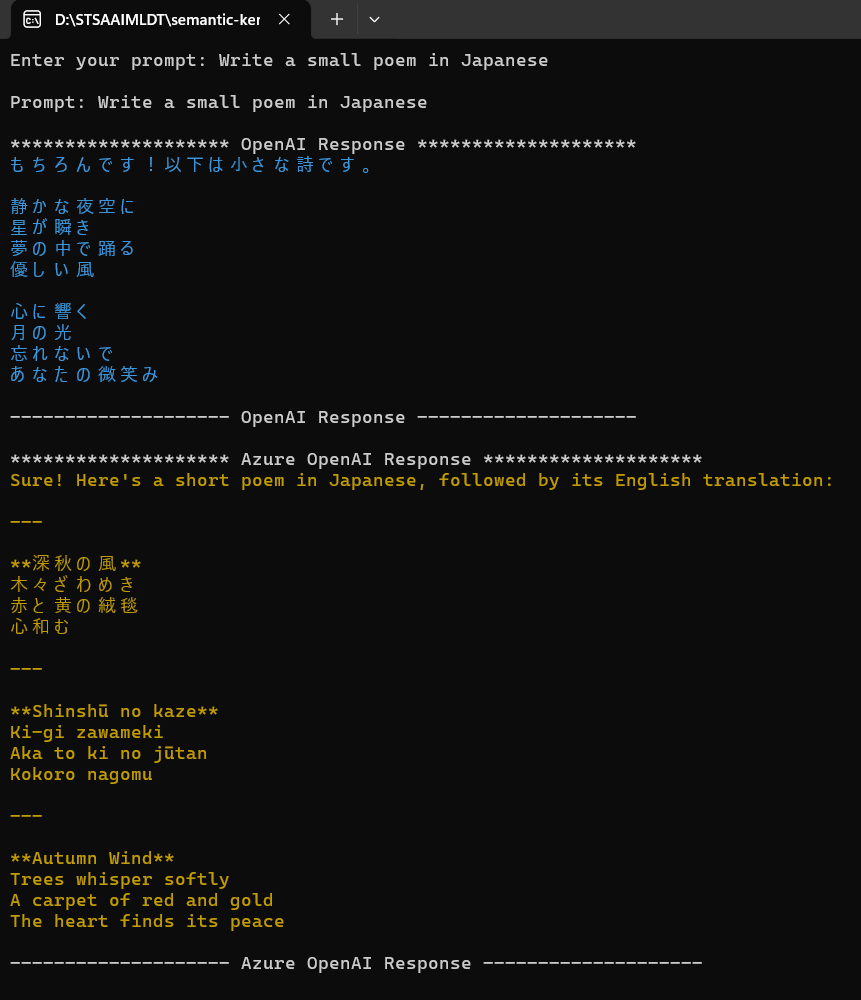 D:\STSAAIMLDT\semantic-ker
Enter your prompt: Write a small poem in Japanese
Prompt: Write a small poem in Japanese
******************** OpenAI Response ********************
もちろんです！以下は小さな詩です。
静かな夜空に
星が瞬き
夢の中で踊る
優しい風
心に響く
月の光
忘れないで
あなたの微笑み
-------------------- OpenAI Response --------------------
******************** Azure OpenAI Response ********************
Sure! Here's a short poem in Japanese, followed by its English translation:
---
**深秋の風**
木々ざわめき
赤と黄の絨毯
心和む
---
**Shinshū no kaze**
Ki-gi zawameki
Aka to ki no jūtan
Kokoro nagomu
---
**Autumn Wind**
Trees whisper softly
A carpet of red and gold
The heart finds its peace
-------------------- Azure OpenAI Response --------------------